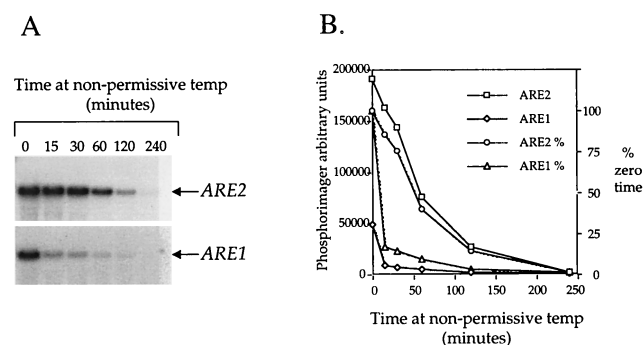 A
Time at non-permissive temp
(minutes)
0 15 30 60 120 240
ARE2
ARE1
B.
Phosphorimager arbitrary units
200000
150000
100000
50000
0
ARE2
ARE1
ARE2 %
ARE1 %
100
75
50
25
0
%
zero
time
0 50 100 150 200 250
Time at non-permissive temp
(minutes)